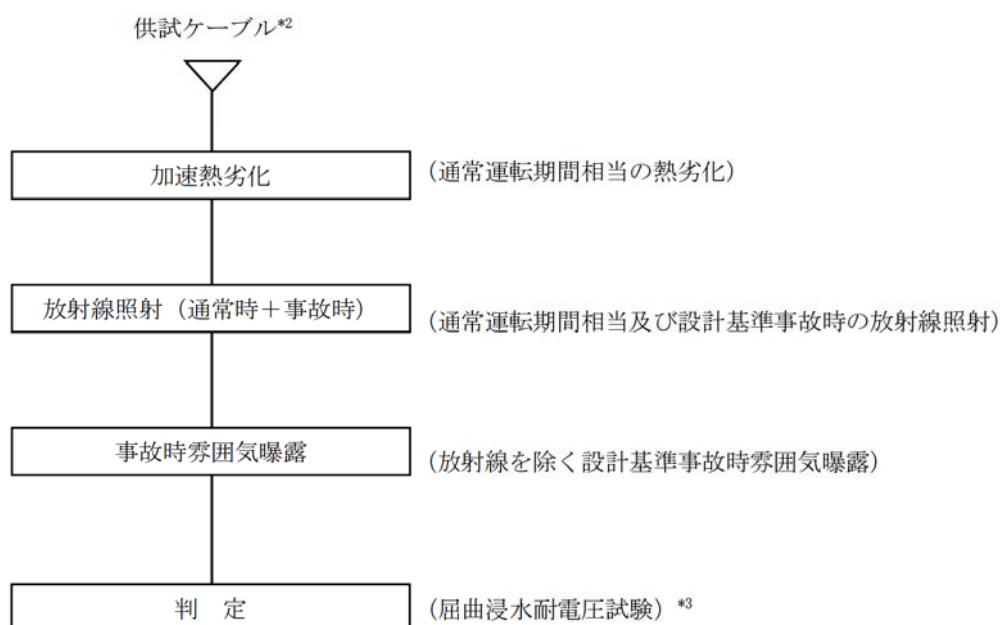 供試ケーブル*2
加速熱劣化
(通常運転期間相当の熱劣化)
放射線照射(通常時+事故時)
(通常運転期間相当及び設計基準事故時の放射線照射)
事故時雰囲気曝露
(放射線を除く設計基準事故時雰囲気曝露)
判 定
(屈曲浸水耐電圧試験)*3